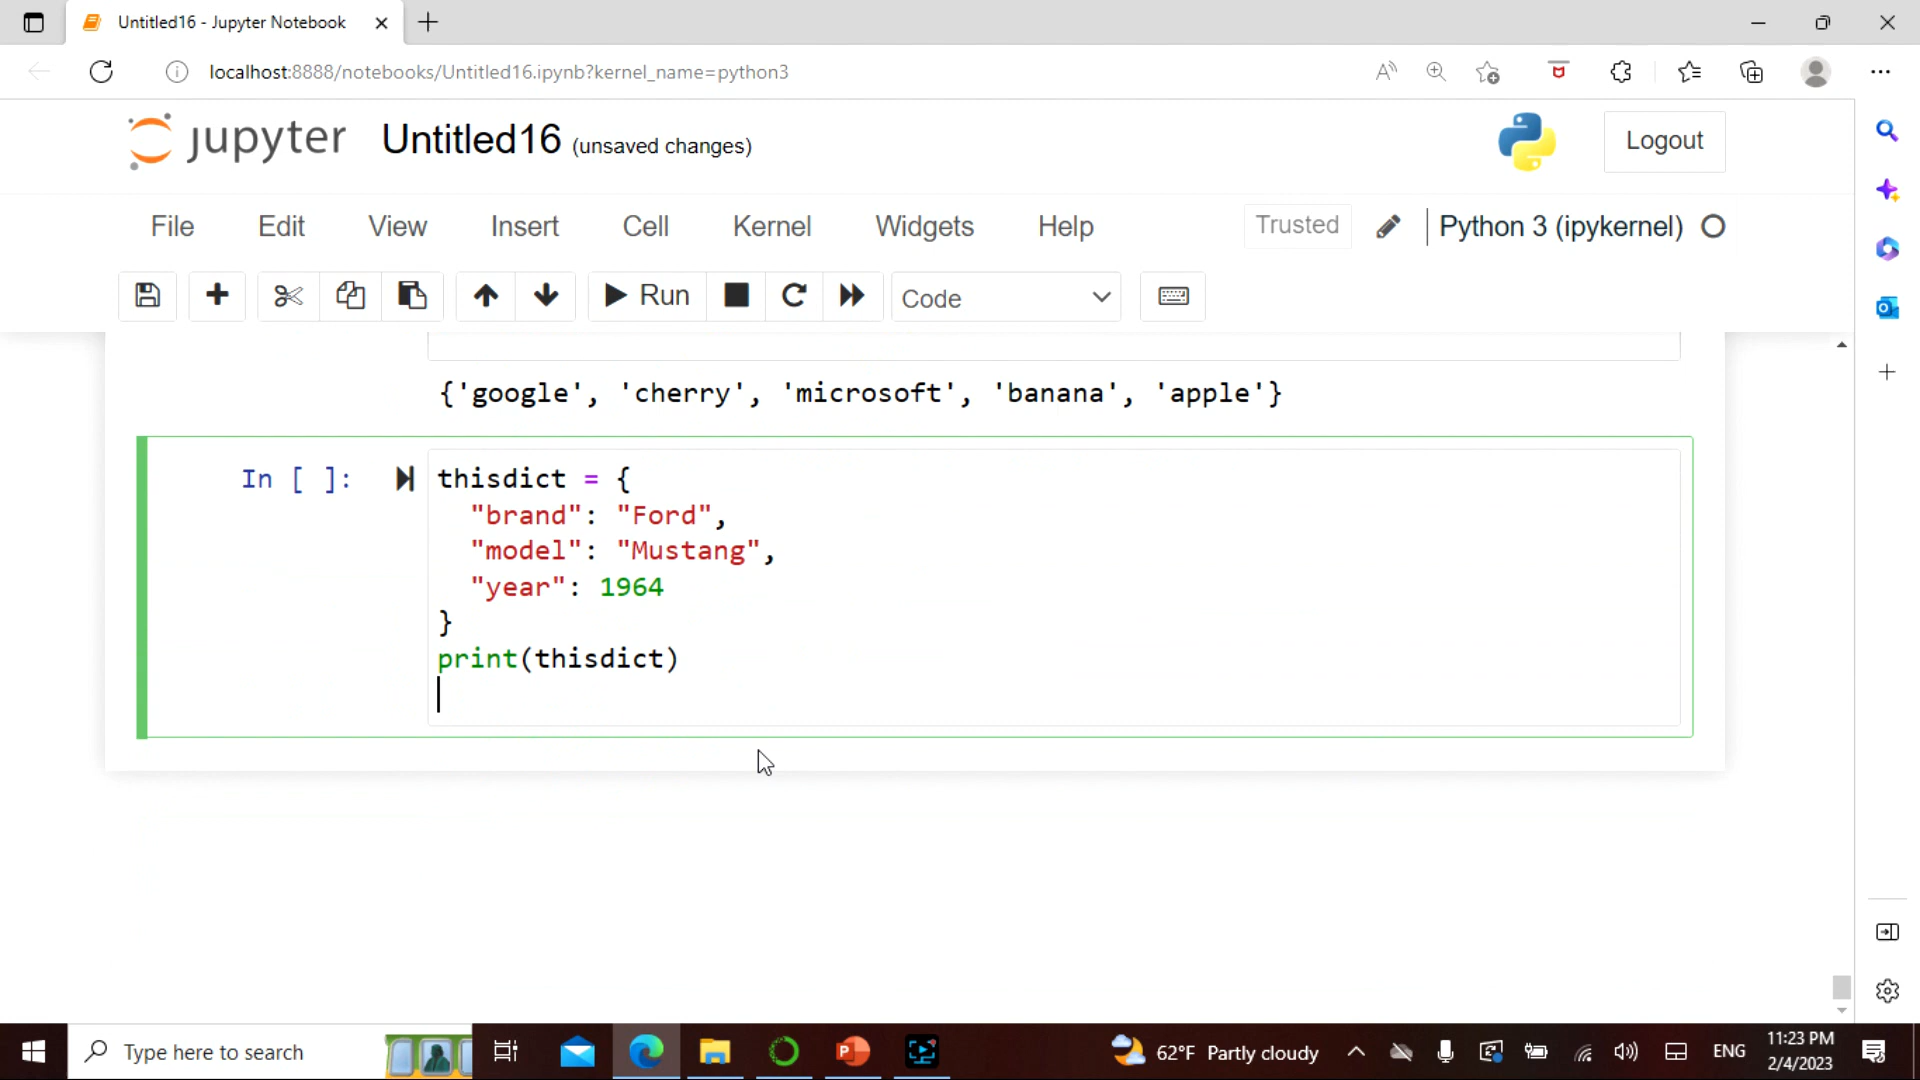 Untitled16 - Jupyter Notebook
localhost:8888/notebooks/Untitled16.ipynb?kernel_name=python3
jupyter Untitled16 (unsaved changes) Logout
File Edit View Insert Cell Kernel Widgets Help Trusted Python 3 (ipykernel)
Run Code
{'google', 'cherry', 'microsoft', 'banana', 'apple'}
In [ ]: thisdict = {
"brand": "Ford",
"model": "Mustang",
"year": 1964
}
print(thisdict)
Type here to search 62°F Partly cloudy ENG 11:23 PM
2/4/2023